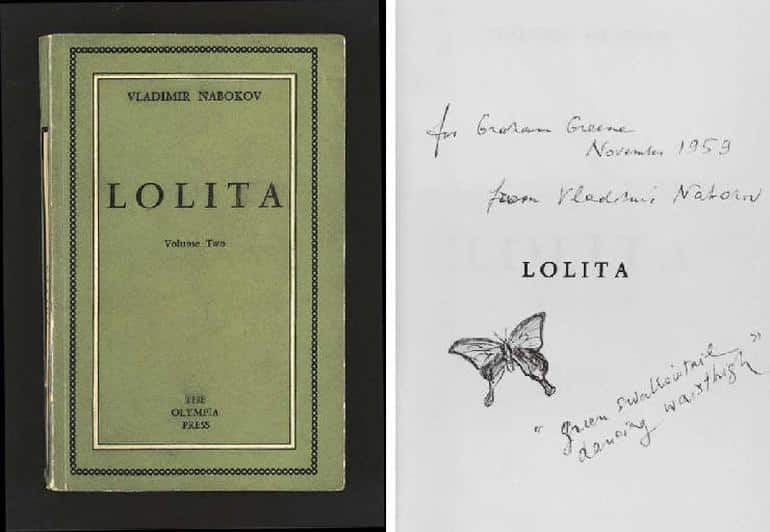 VLADIMIR NABOKOV
LOLITA
Volume Two
THE
OLYMPIA
PRESS
for Graham Greene
November 1959
from Vladimir Nabokov
LOLITA
"green swallowtail
dancing waisthigh"